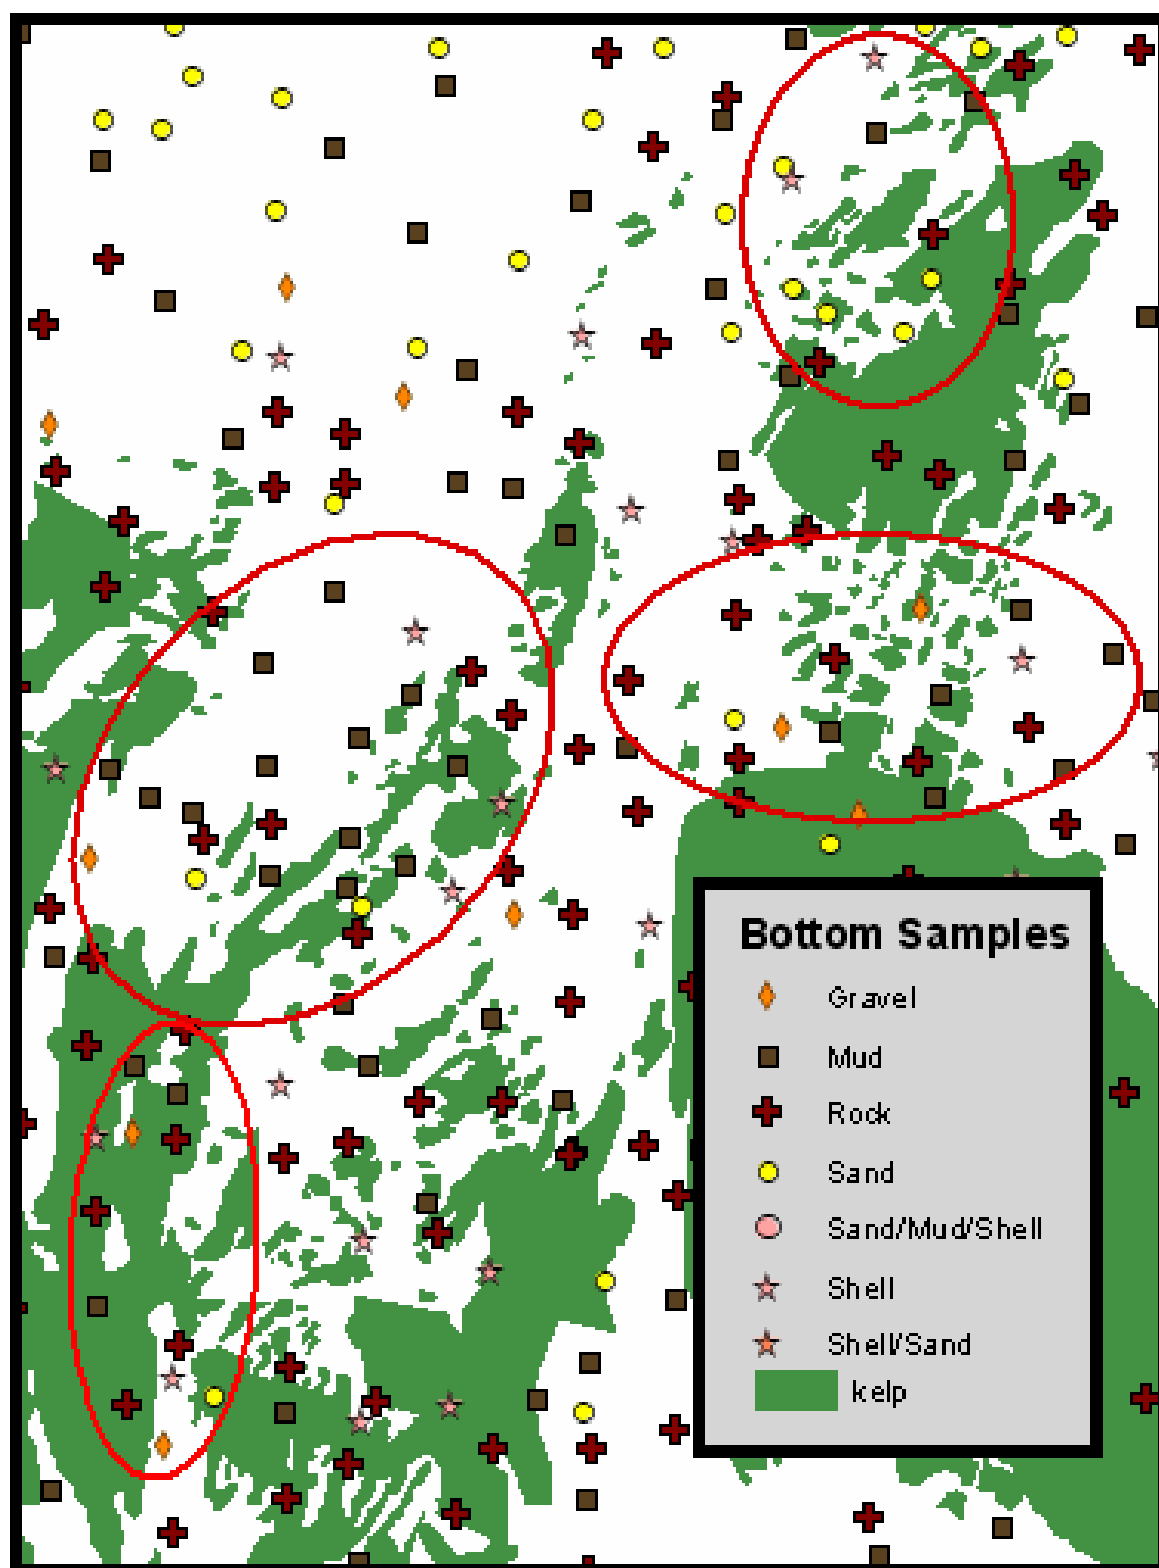 Bottom Samples
Gravel
Mud
Rock
Sand
Sand/Mud/Shell
Shell
Shell/Sand
kelp